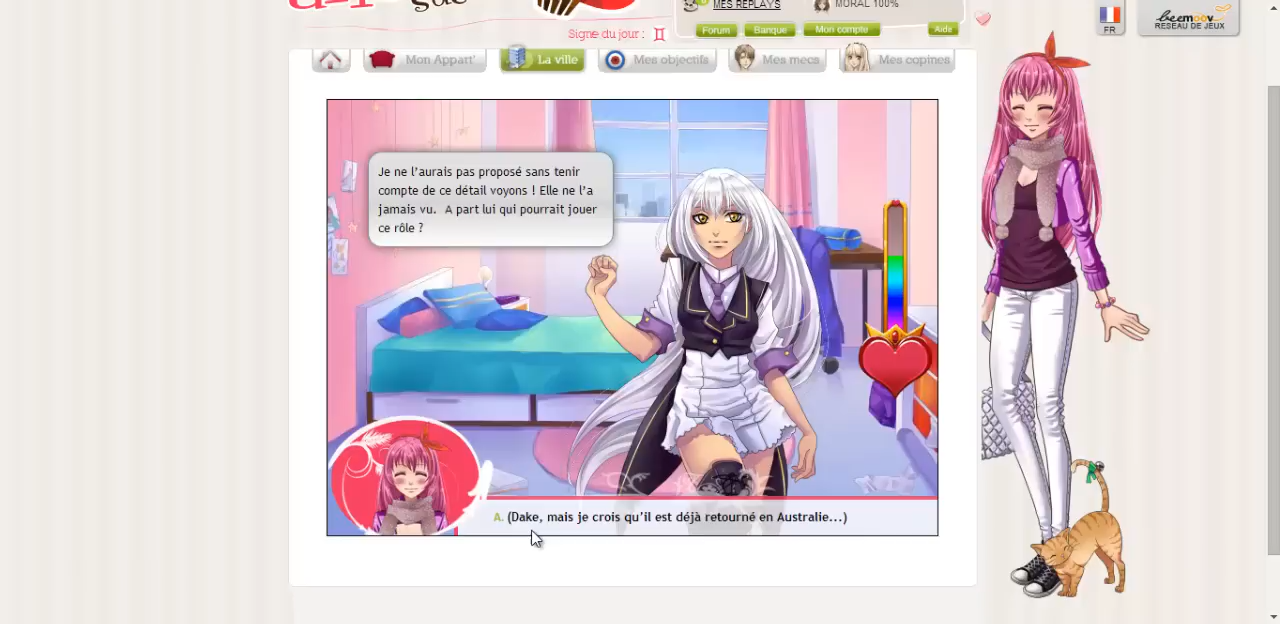 MES REPLAYS
MORAL 100%
Signe du jour :
Forum
Banque
Mon compte
Aide
FR
beemoov
RESEAU DE JEUX
Mon Appart'
La ville
Mes objectifs
Mes mecs
Mes copines
Je ne l'aurais pas proposé sans tenir
compte de ce détail voyons ! Elle ne l'a
jamais vu. A part lui qui pourrait jouer
ce rôle ?
A. (Dake, mais je crois qu'il est déjà retourné en Australie...)